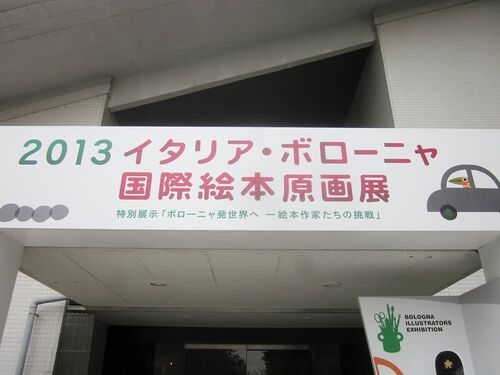 2013 イタリア・ボローニャ
国際絵本原画展
特別展示「ボローニャ発世界へ ー絵本作家たちの挑戦」
BOLOGNA
ILLUSTRATORS
EXHIBITION